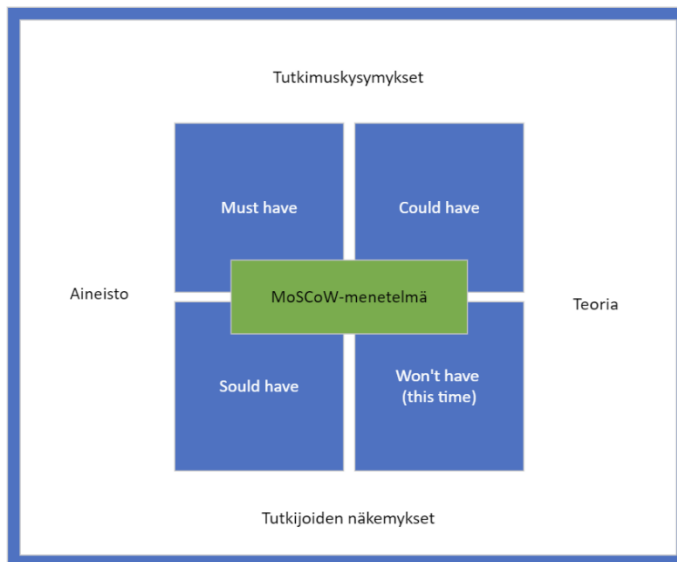 Tutkimuskysymykset
Must have
Could have
Aineisto
MoSCoW-menetelmä
Teoria
Sould have
Won't have
(this time)
Tutkijoiden näkemykset